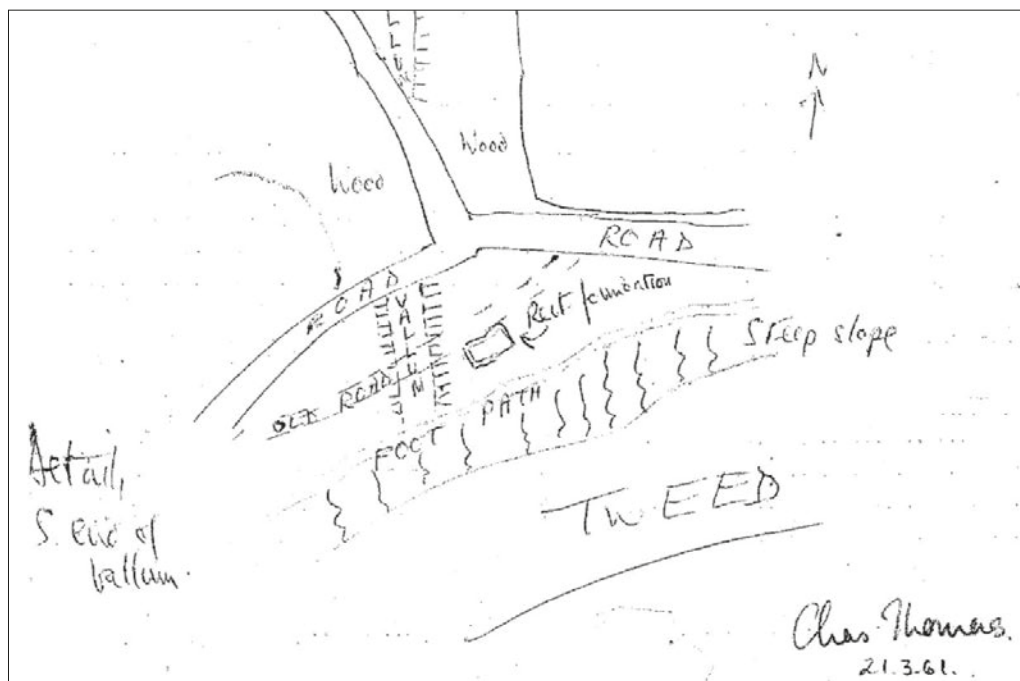 VALLUM
N
Wood
Wood
ROAD
ROAD
VALLUM
Rect. foundation
OLD ROAD
Steep slope
FOOT PATH
TWEED
Detail,
S. end of
vallum.
Chas. Thomas.
21.3.61.